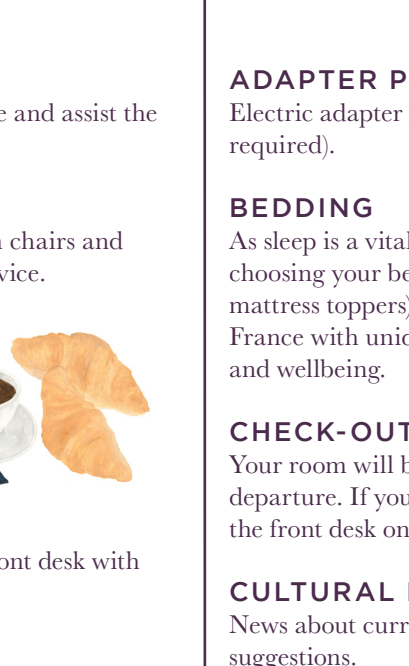 e and assist the
chairs and
vice.
ont desk with
ADAPTER P
Electric adapter
required).
BEDDING
As sleep is a vital
choosing your be
mattress toppers)
France with uniq
and wellbeing.
CHECK-OUT
Your room will b
departure. If you
the front desk on
CULTURAL
News about curr
suggestions.